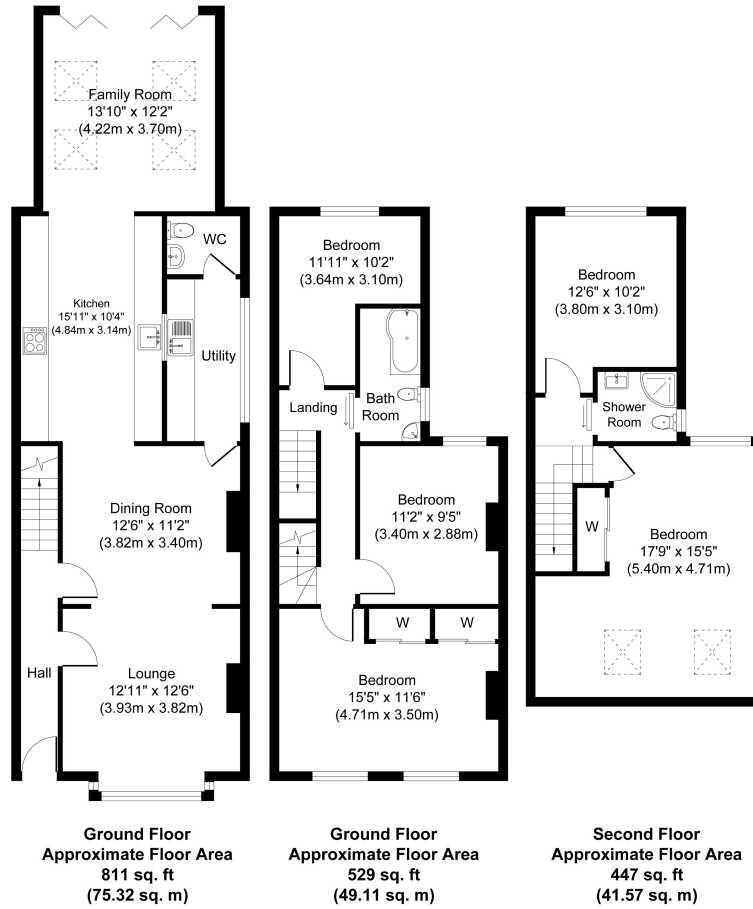 Family Room
13'10" x 12'2"
(4.22m x 3.70m)
WC
Kitchen
15'11" x 10'4"
(4.84m x 3.14m)
Utility
Dining Room
12'6" x 11'2"
(3.82m x 3.40m)
Hall
Lounge
12'11" x 12'6"
(3.93m x 3.82m)
Ground Floor
Approximate Floor Area
811 sq. ft
(75.32 sq. m)
Bedroom
11'11" x 10'2"
(3.64m x 3.10m)
Landing
Bath
Room
Bedroom
11'2" x 9'5"
(3.40m x 2.88m)
W
W
Bedroom
15'5" x 11'6"
(4.71m x 3.50m)
Ground Floor
Approximate Floor Area
529 sq. ft
(49.11 sq. m)
Bedroom
12'6" x 10'2"
(3.80m x 3.10m)
Shower
Room
W
Bedroom
17'9" x 15'5"
(5.40m x 4.71m)
Second Floor
Approximate Floor Area
447 sq. ft
(41.57 sq. m)